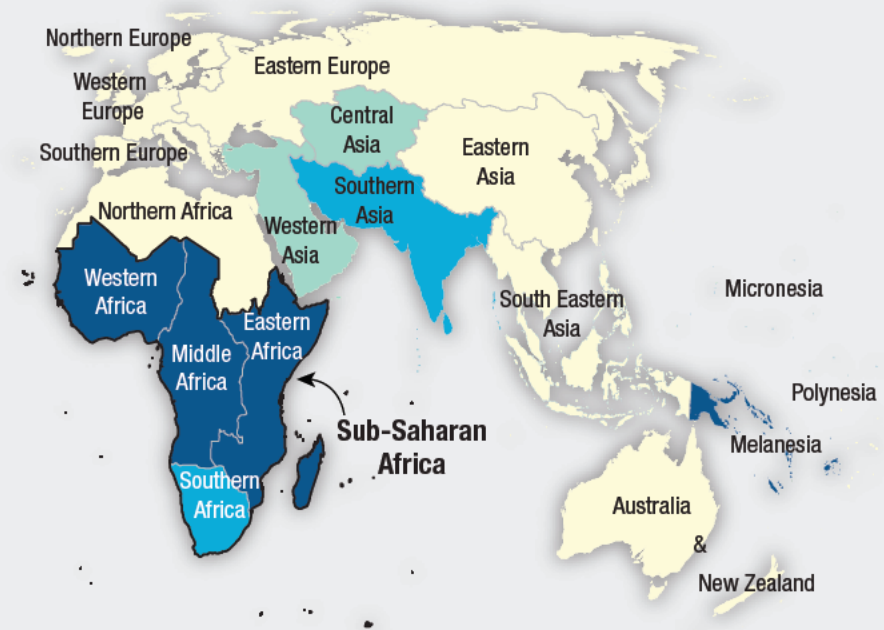 Northern Europe
Western
Europe
Eastern Europe
Southern Europe
Central
Asia
Eastern
Asia
Southern
Asia
Northern Africa
Western
Asia
Western
Africa
South Eastern
Asia
Micronesia
Eastern
Africa
Middle
Africa
Polynesia
Sub-Saharan
Africa
Melanesia
Southern
Africa
Australia
&
New Zealand